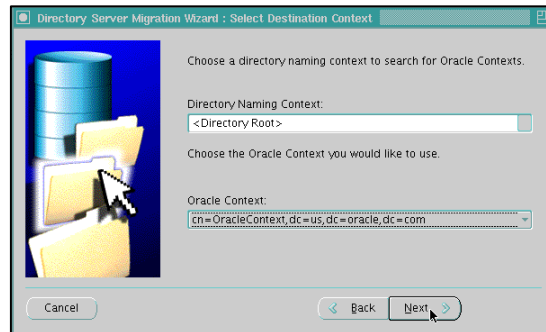 Directory Server Migration Wizard : Select Destination Context
Choose a directory naming context to search for Oracle Contexts.
Directory Naming Context:
<Directory Root>
Choose the Oracle Context you would like to use.
Oracle Context:
cn=OracleContext,dc=us,dc=oracle,dc=com
Cancel
Back
Next